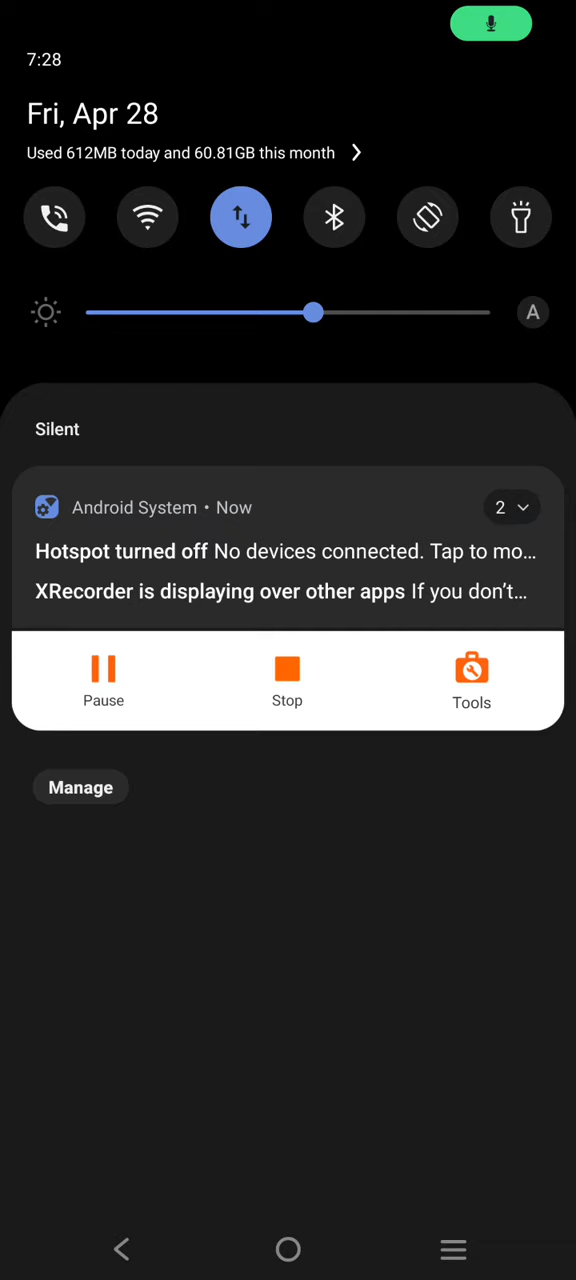 7:28
Fri, Apr 28
Used 612MB today and 60.81GB this month
A
Silent
Android System • Now
2
Hotspot turned off No devices connected. Tap to mo…
XRecorder is displaying over other apps If you don't…
Pause
Stop
Tools
Manage